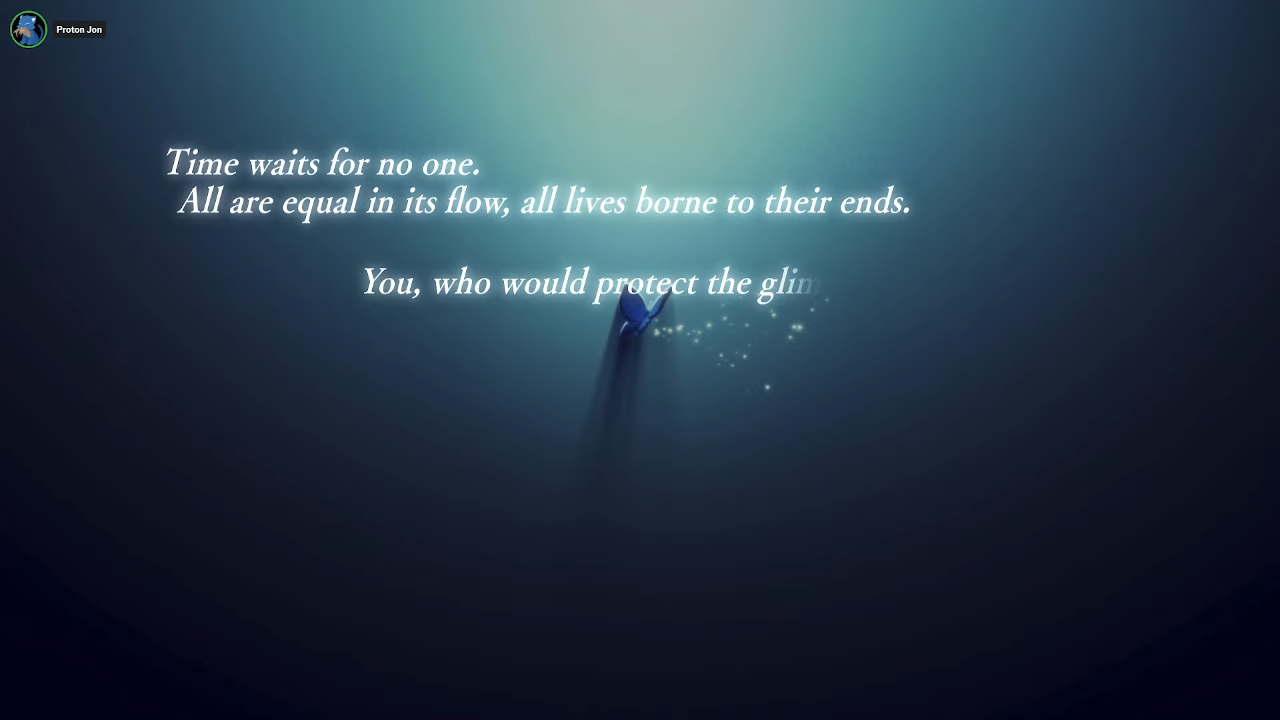 Proton Jon
Time waits for no one.
All are equal in its flow, all lives borne to their ends.
You, who would protect the glim